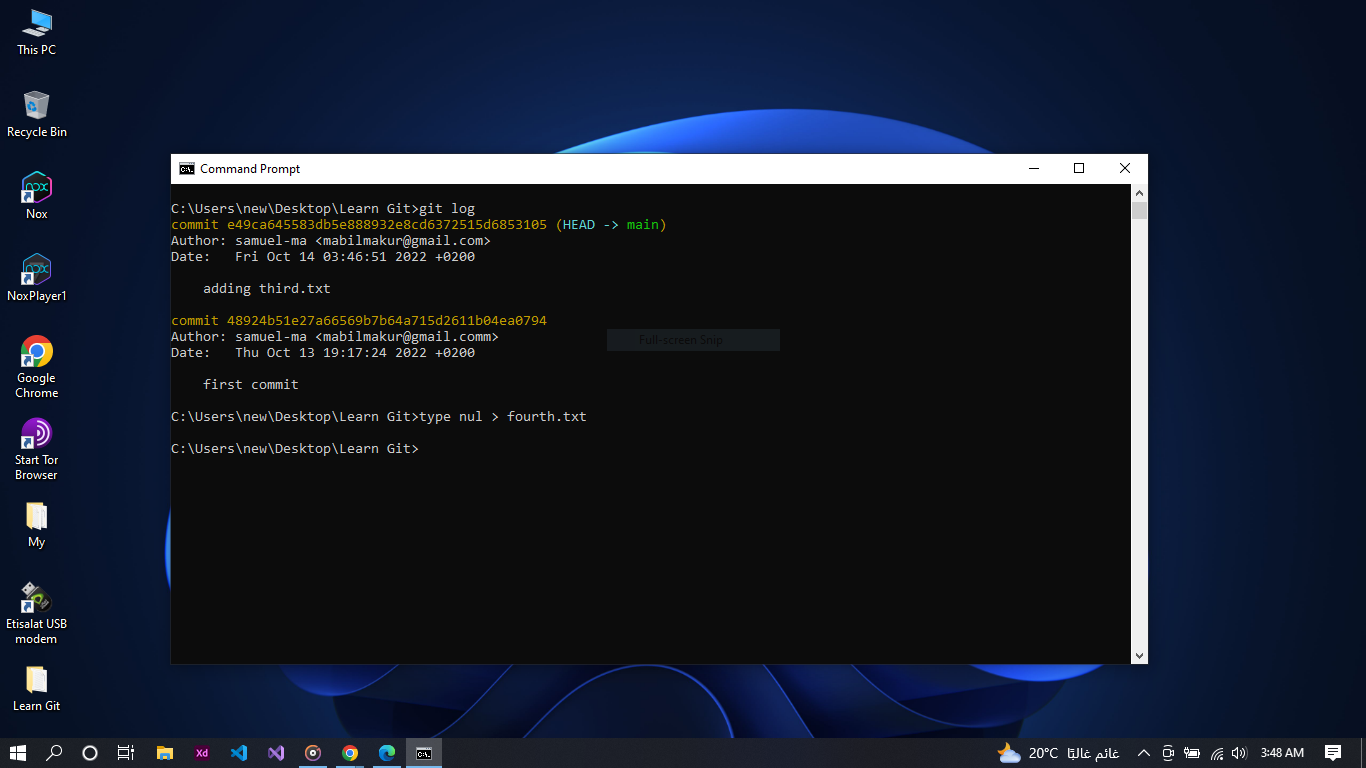 This PC
Recycle Bin
Nox
NoxPlayer1
Google
Chrome
Start Tor
Browser
My
Etisalat USB
modem
Learn Git
Command Prompt
C:\Users\new\Desktop\Learn Git>git log
commit e49ca645583db5e888932e8cd6372515d6853105 (HEAD -> main)
Author: samuel-ma <mabilmakur@gmail.com>
Date:   Fri Oct 14 03:46:51 2022 +0200
adding third.txt
commit 48924b51e27a66569b7b64a715d2611b04ea0794
Author: samuel-ma <mabilmakur@gmail.comm>
Date:   Thu Oct 13 19:17:24 2022 +0200
Full-screen Snip
first commit
C:\Users\new\Desktop\Learn Git>type nul > fourth.txt
C:\Users\new\Desktop\Learn Git>
Xd
20°C غائم غالبًا
3:48 AM